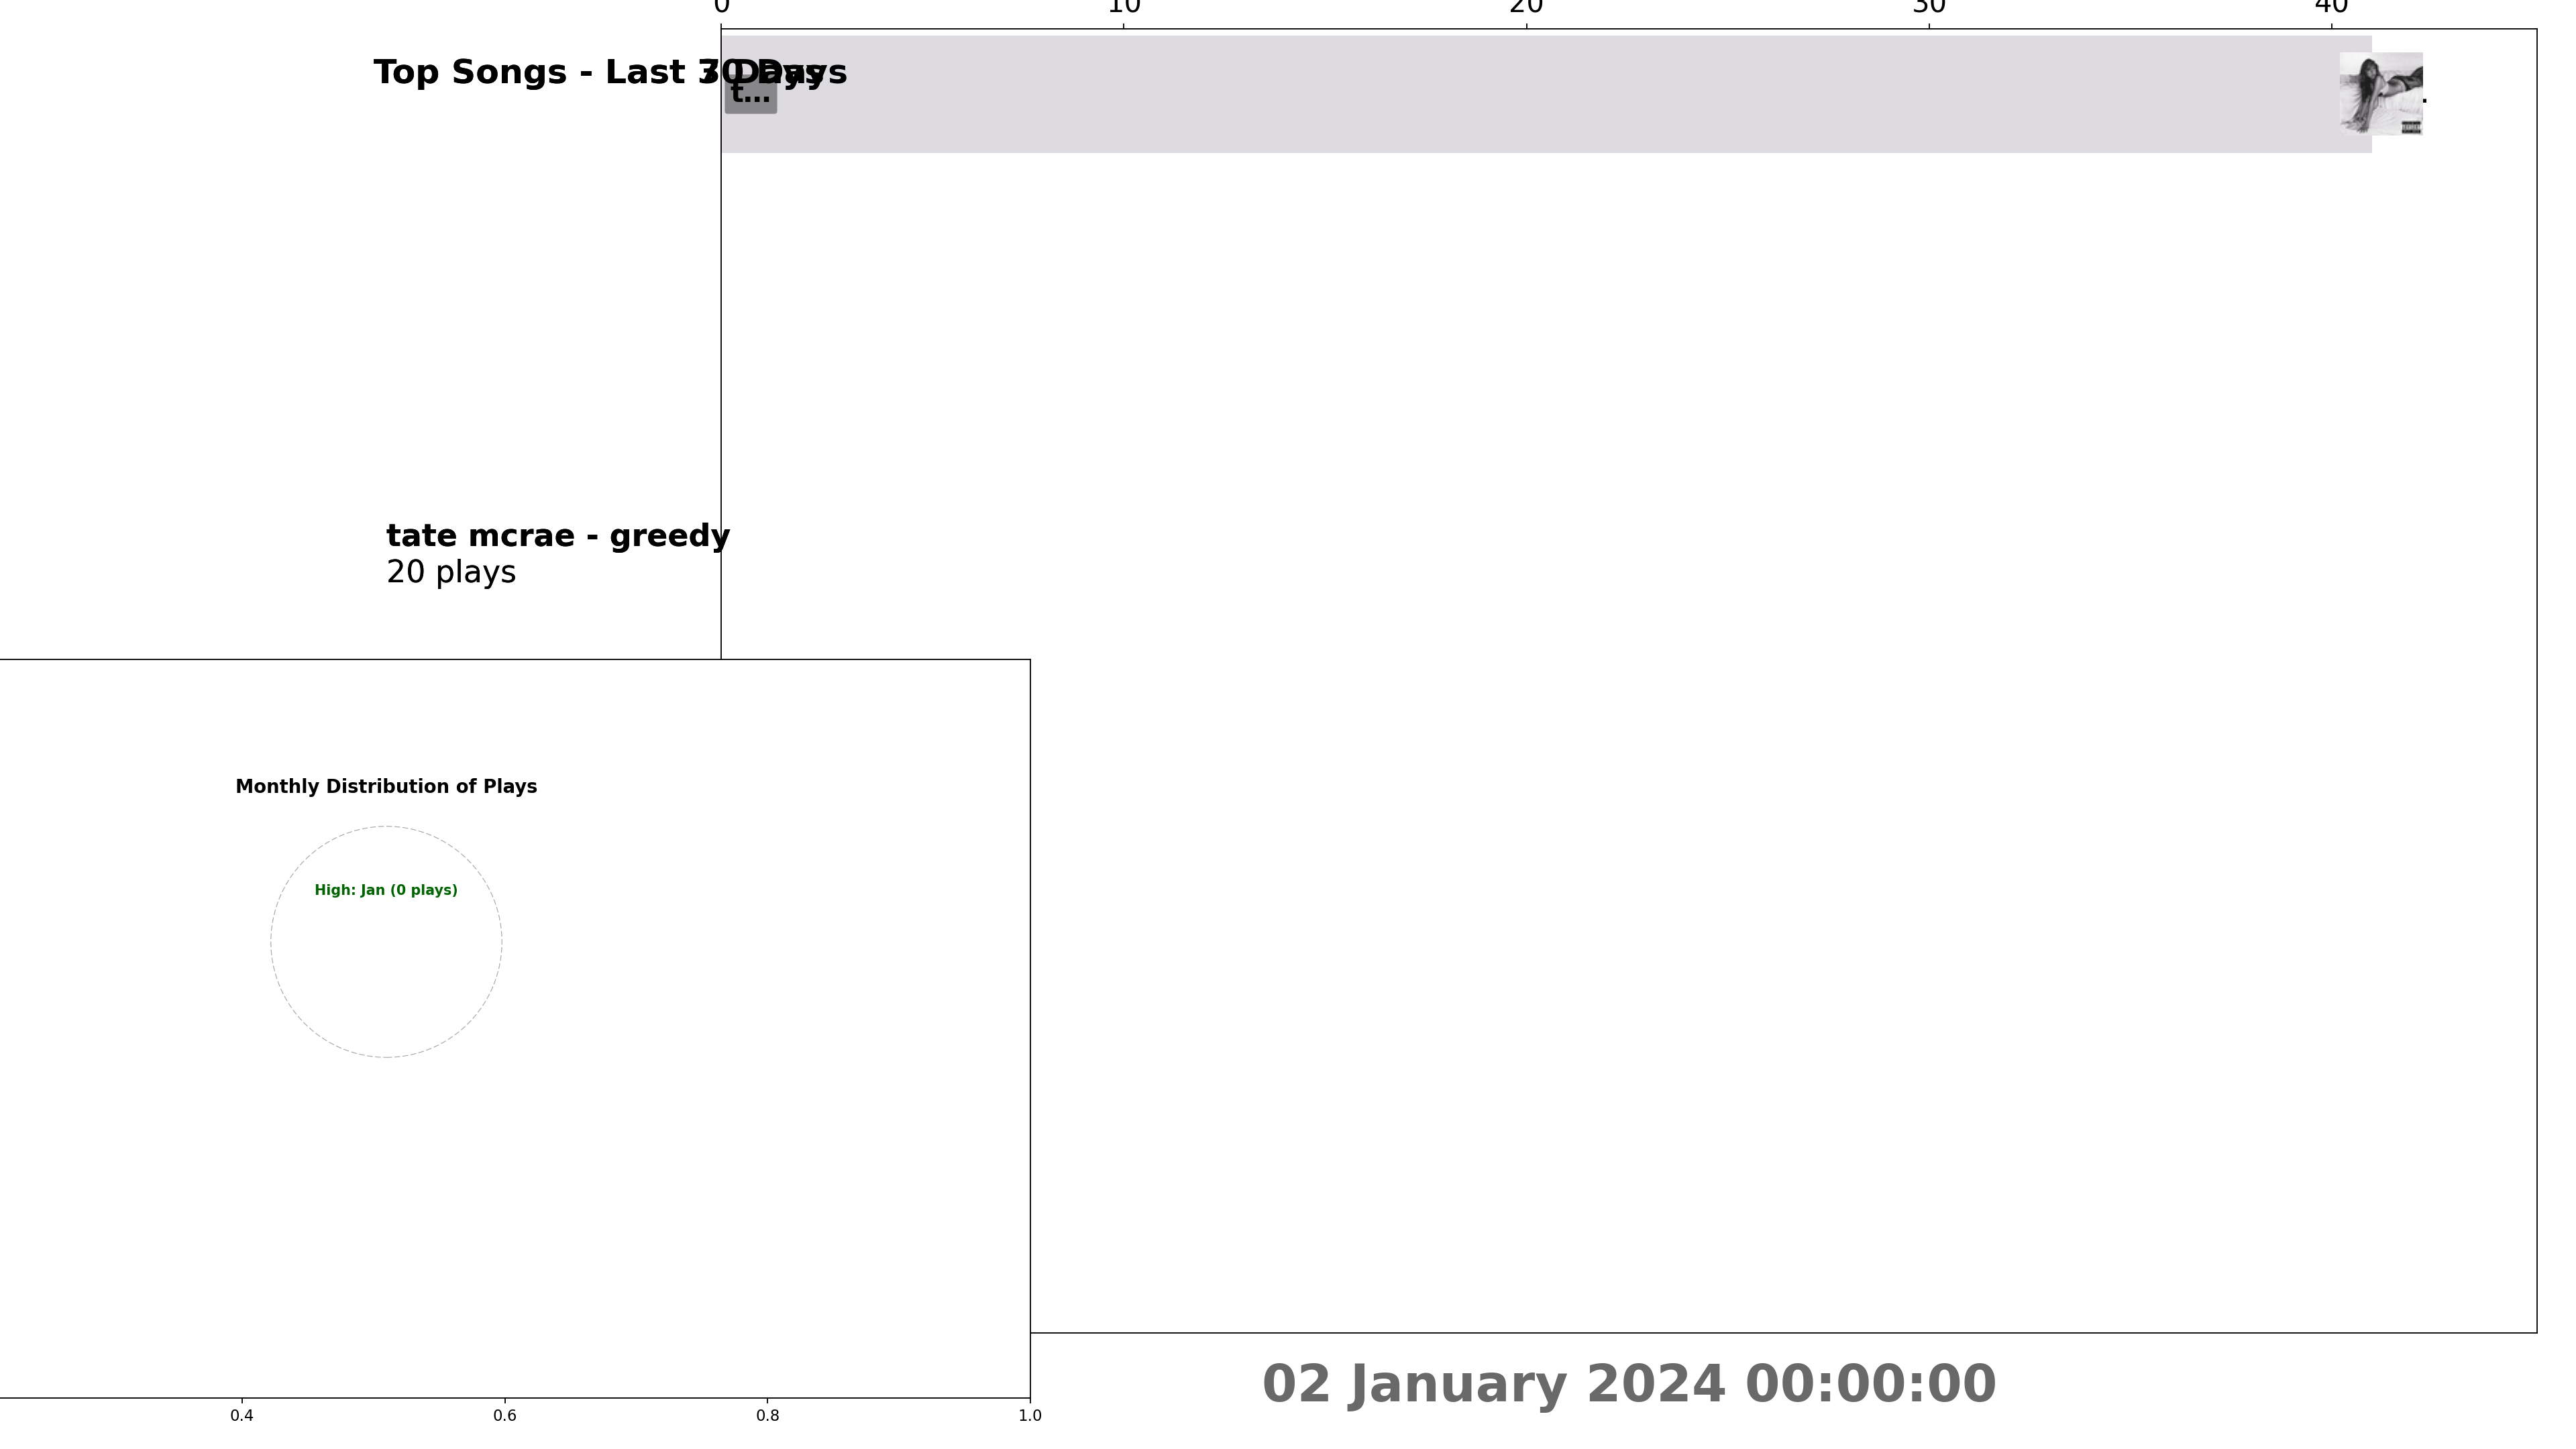 0 10 20 30 40
Top Songs - Last 30 Days
t...
tate mcrae - greedy
20 plays
Monthly Distribution of Plays
High: Jan (0 plays)
02 January 2024 00:00:00
0.4 0.6 0.8 1.0